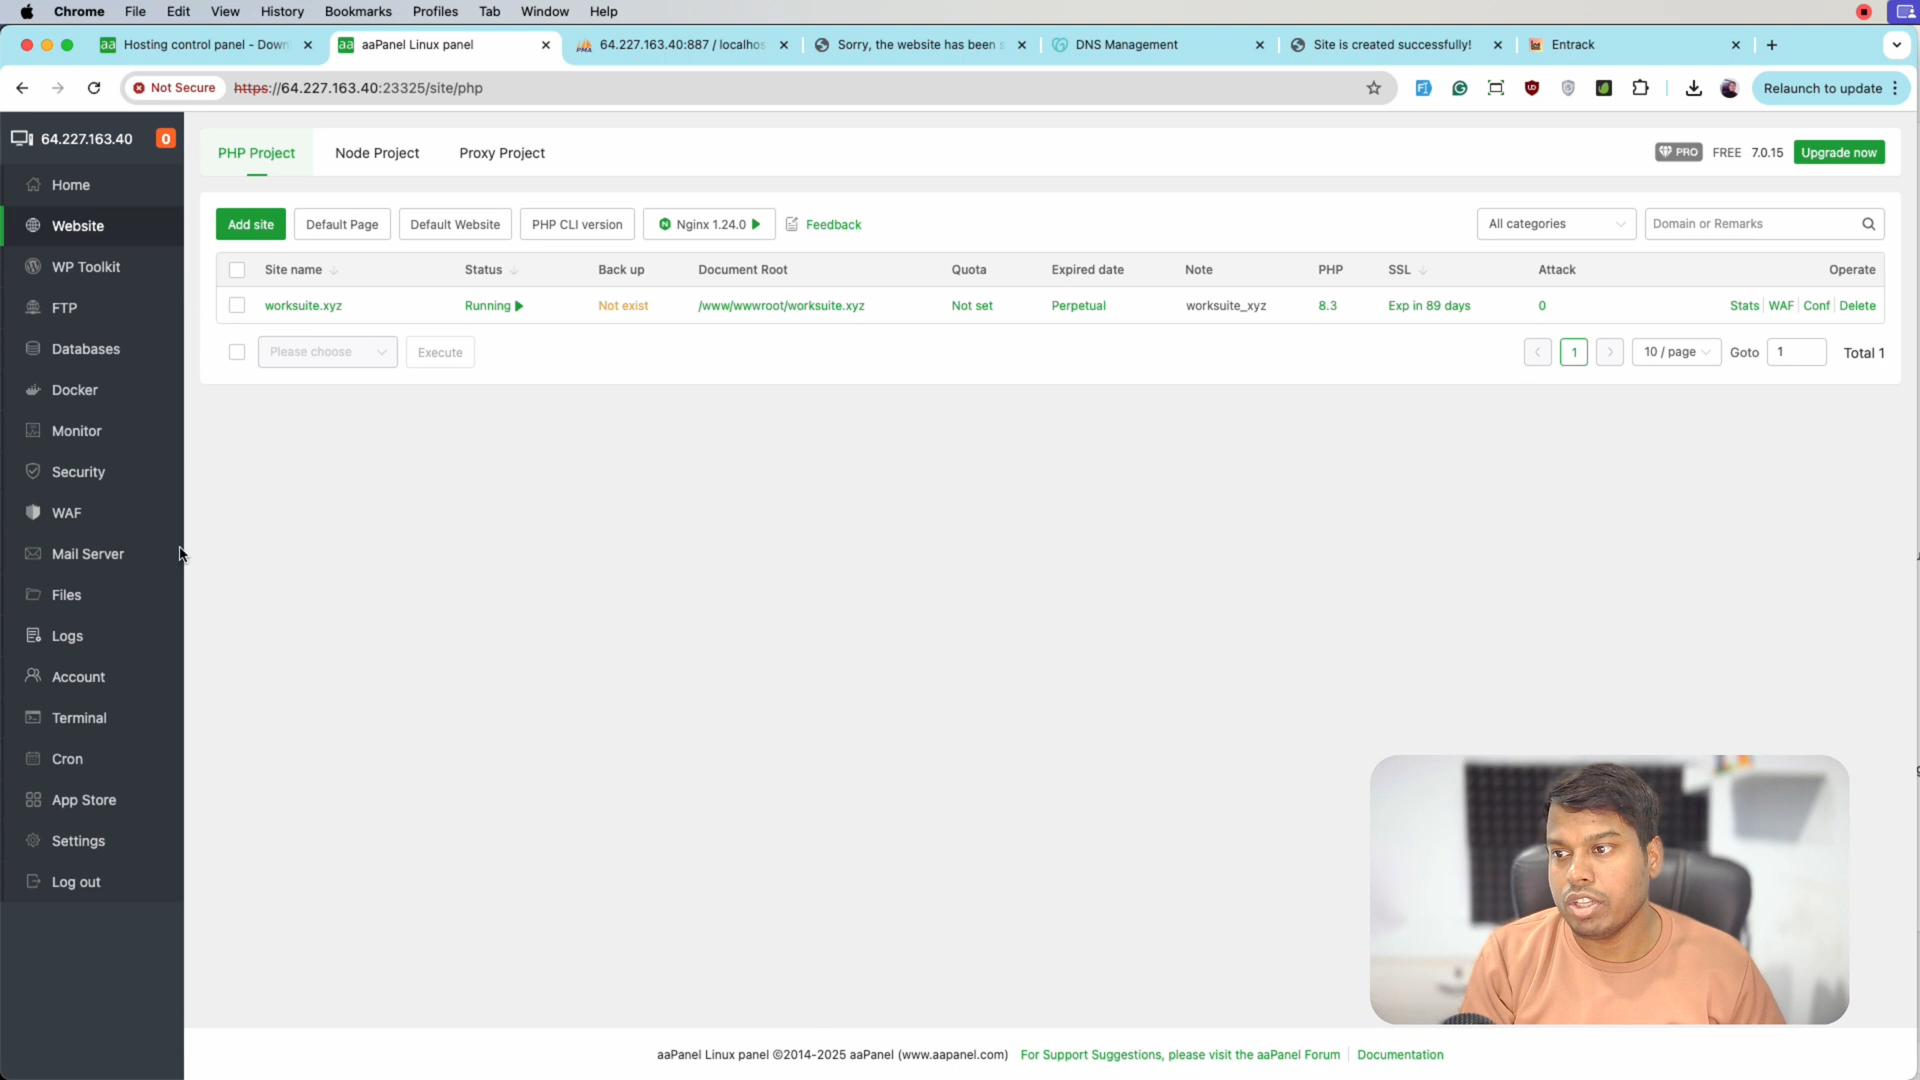 Chrome File Edit View History Bookmarks Profiles Tab Window Help
aa Hosting control panel - Down
aa aaPanel Linux panel
PMA 64.227.163.40:887 / localhos
Sorry, the website has been s
DNS Management
Site is created successfully!
Entrack
Not Secure https://64.227.163.40:23325/site/php
Relaunch to update
64.227.163.40 0
Home
Website
WP Toolkit
FTP
Databases
Docker
Monitor
Security
WAF
Mail Server
Files
Logs
Account
Terminal
Cron
App Store
Settings
Log out
PHP Project Node Project Proxy Project
PRO FREE 7.0.15 Upgrade now
Add site Default Page Default Website PHP CLI version Nginx 1.24.0 Feedback
All categories Domain or Remarks
Site name Status Back up Document Root Quota Expired date Note PHP SSL Attack Operate
worksuite.xyz Running Not exist /www/wwwroot/worksuite.xyz Not set Perpetual worksuite_xyz 8.3 Exp in 89 days 0 Stats WAF Conf Delete
Please choose Execute
1 10 / page Goto 1 Total 1
aaPanel Linux panel ©2014-2025 aaPanel (www.aapanel.com) For Support Suggestions, please visit the aaPanel Forum Documentation